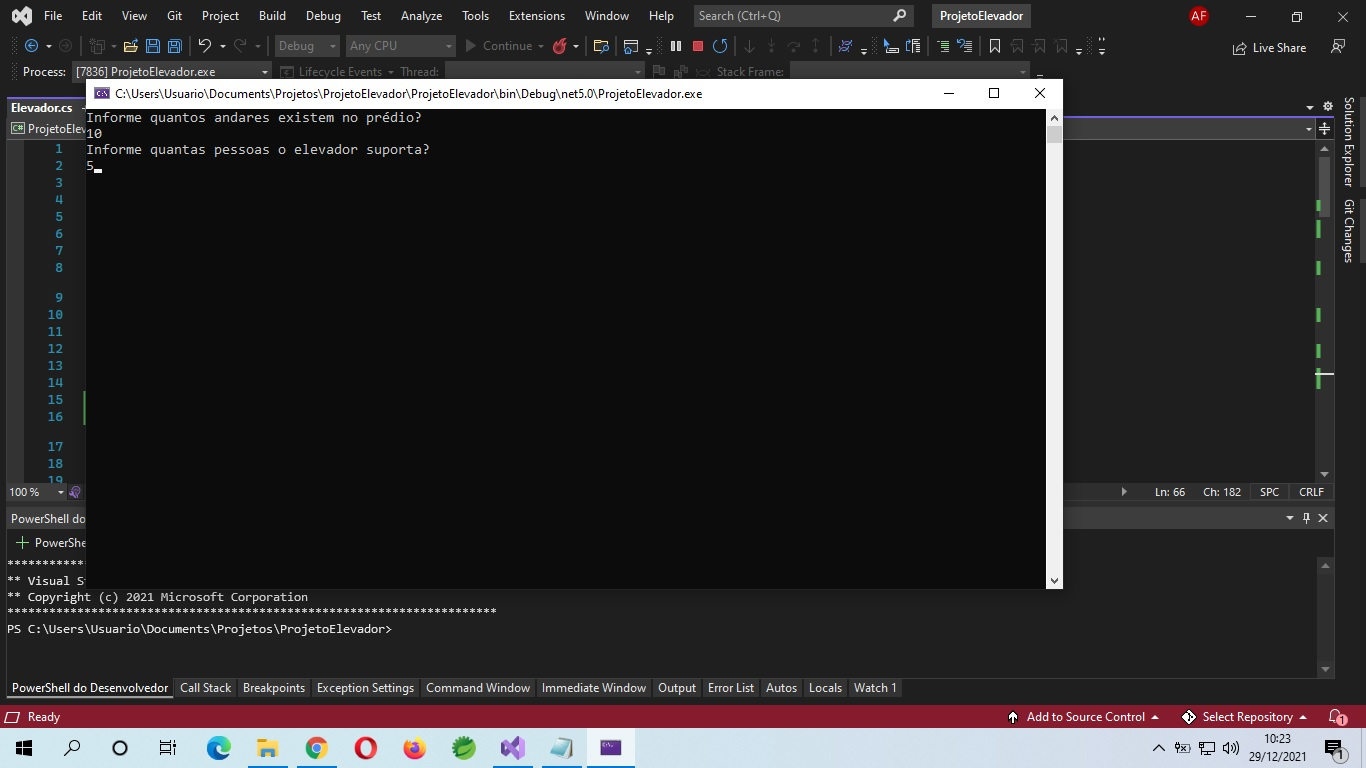 File Edit View Git Project Build Debug Test Analyze Tools Extensions Window Help Search (Ctrl+Q) ProjetoElevador AF
Debug Any CPU Continue Live Share
Process: [7836] ProjetoElevador.exe Lifecycle Events Thread: Stack Frame:
C:\Users\Usuario\Documents\Projetos\ProjetoElevador\ProjetoElevador\bin\Debug\net5.0\ProjetoElevador.exe
Elevador.cs
C# ProjetoElev
Informe quantos andares existem no prédio?
10
Informe quantas pessoas o elevador suporta?
5
1
2
3
4
5
6
7
8
9
10
11
12
13
14
15
16
17
18
19
Solution Explorer
Git Changes
100 % Ln: 66 Ch: 182 SPC CRLF
PowerShell do
PowerShe
** Visual S
** Copyright (c) 2021 Microsoft Corporation
**********************************************************************
PS C:\Users\Usuario\Documents\Projetos\ProjetoElevador>
PowerShell do Desenvolvedor Call Stack Breakpoints Exception Settings Command Window Immediate Window Output Error List Autos Locals Watch 1
Ready Add to Source Control Select Repository 1
10:23
29/12/2021
1